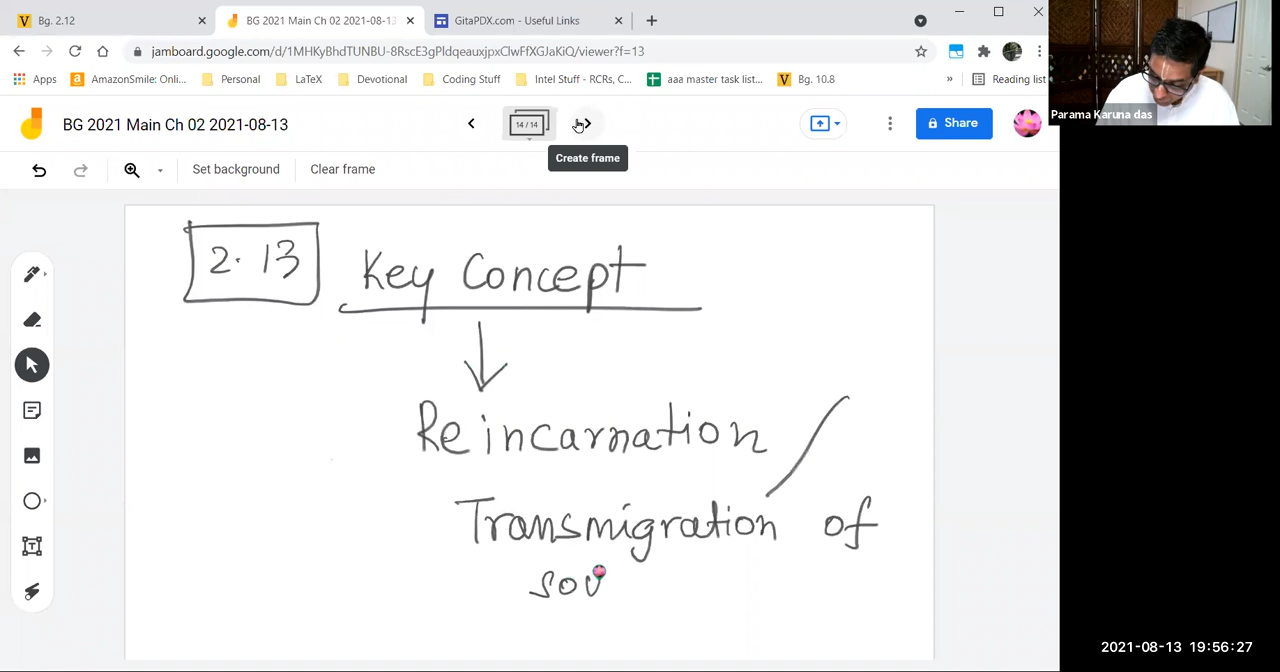 Bg. 2.12
BG 2021 Main Ch 02 2021-08-13
GitaPDX.com - Useful Links
jamboard.google.com/d/1MHKyBhdTUNBU-8RscE3gPldqeauxjpxClwFfXGJaKiQ/viewer?f=13
Apps AmazonSmile: Onli... Personal LaTeX Devotional Coding Stuff Intel Stuff - RCRs, C... aaa master task list... Bg. 10.8 » Reading list
Parama Karuna das
BG 2021 Main Ch 02 2021-08-13
14 / 14
Share
Create frame
Set background Clear frame
2.13 Key Concept
Reincarnation /
Transmigration of
sou
2021-08-13 19:56:27